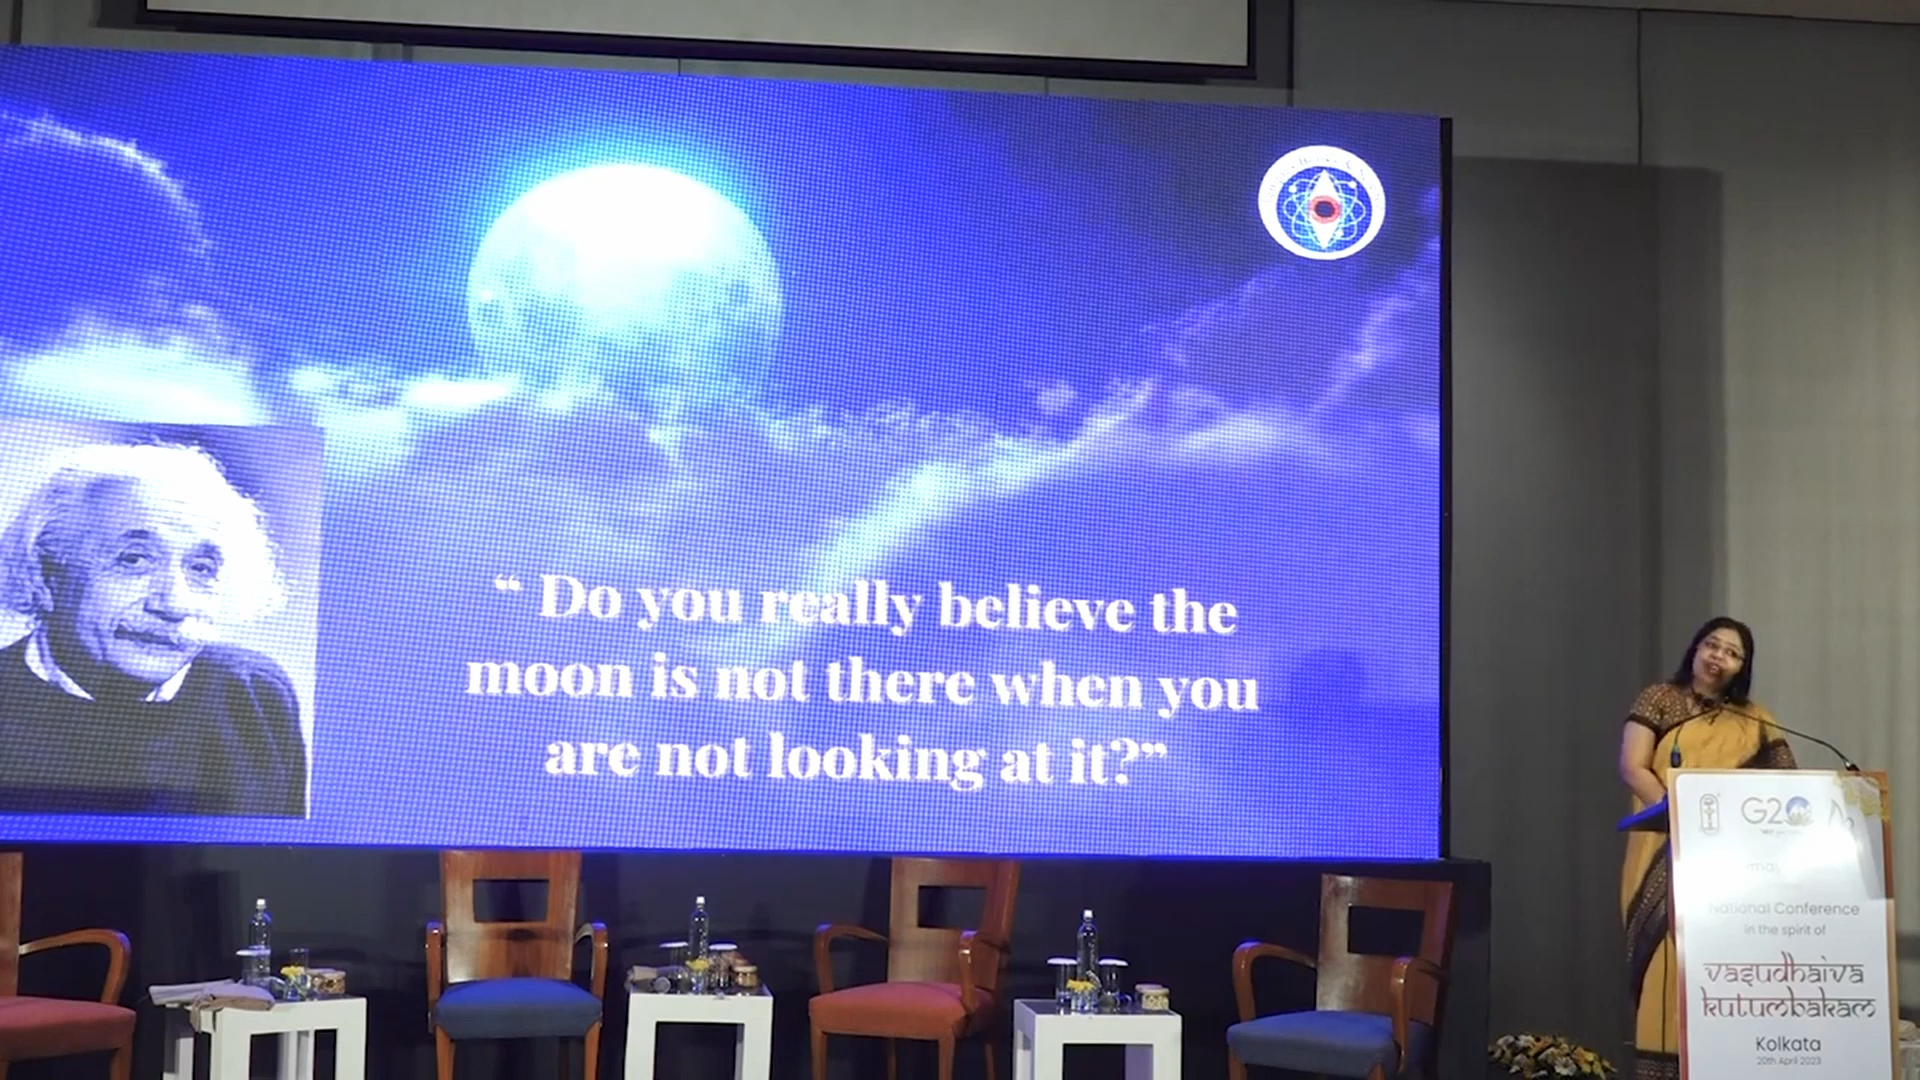 “ Do you really believe the
moon is not there when you
are not looking at it?”
G20
National Conference
in the spirit of
vasudhaiva
kutumbakam
Kolkata
20th April 2023